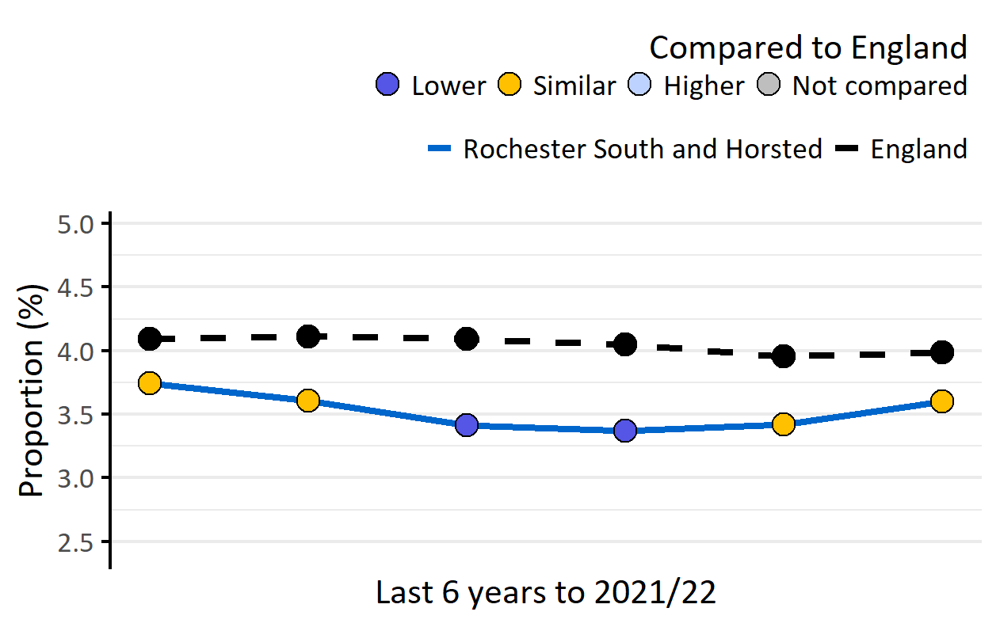 Compared to England
Lower Similar Higher Not compared
Rochester South and Horsted England
5.0
4.5
4.0
3.5
3.0
2.5
Proportion (%)
Last 6 years to 2021/22